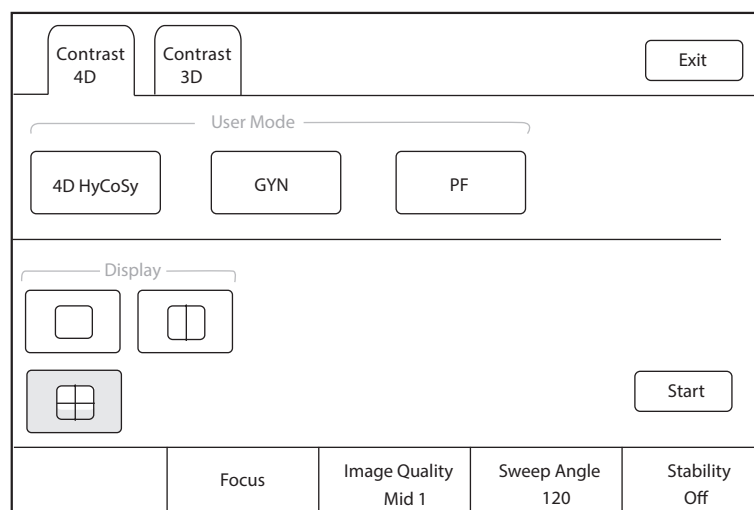 Contrast
4D
Contrast
3D
Exit
User Mode
4D HyCoSy
GYN
PF
Display
Start
Focus
Image Quality
Mid 1
Sweep Angle
120
Stability
Off